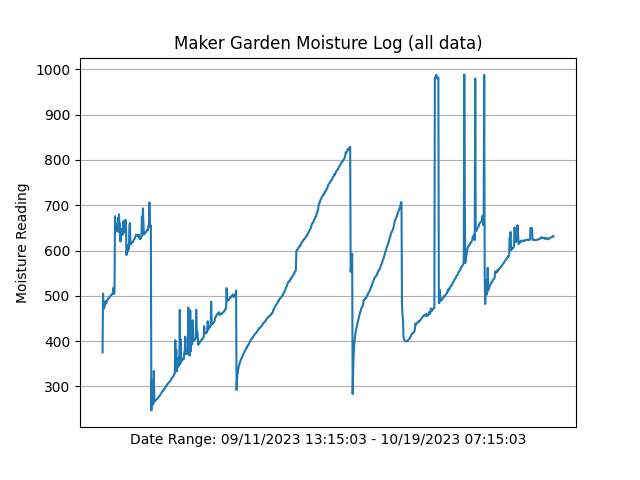 Maker Garden Moisture Log (all data)
1000
900
800
700
600
500
400
300
Moisture Reading
Date Range: 09/11/2023 13:15:03 - 10/19/2023 07:15:03